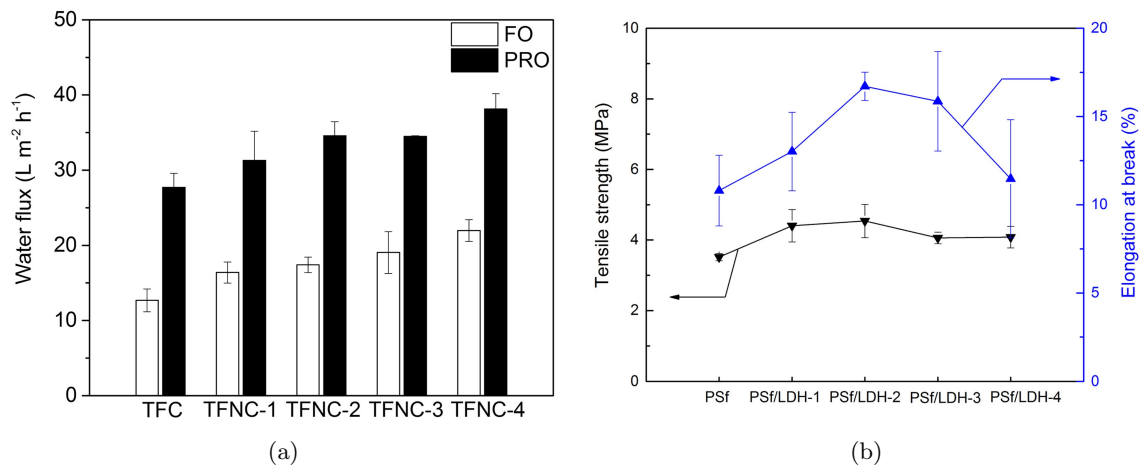 50
40
30
20
10
0
Water flux (L m⁻² h⁻¹)
FO
PRO
TFC
TFNC-1
TFNC-2
TFNC-3
TFNC-4
(a)
10
8
6
4
2
0
Tensile strength (MPa)
20
15
10
5
0
Elongation at break (%)
PSf
PSf/LDH-1
PSf/LDH-2
PSf/LDH-3
PSf/LDH-4
(b)